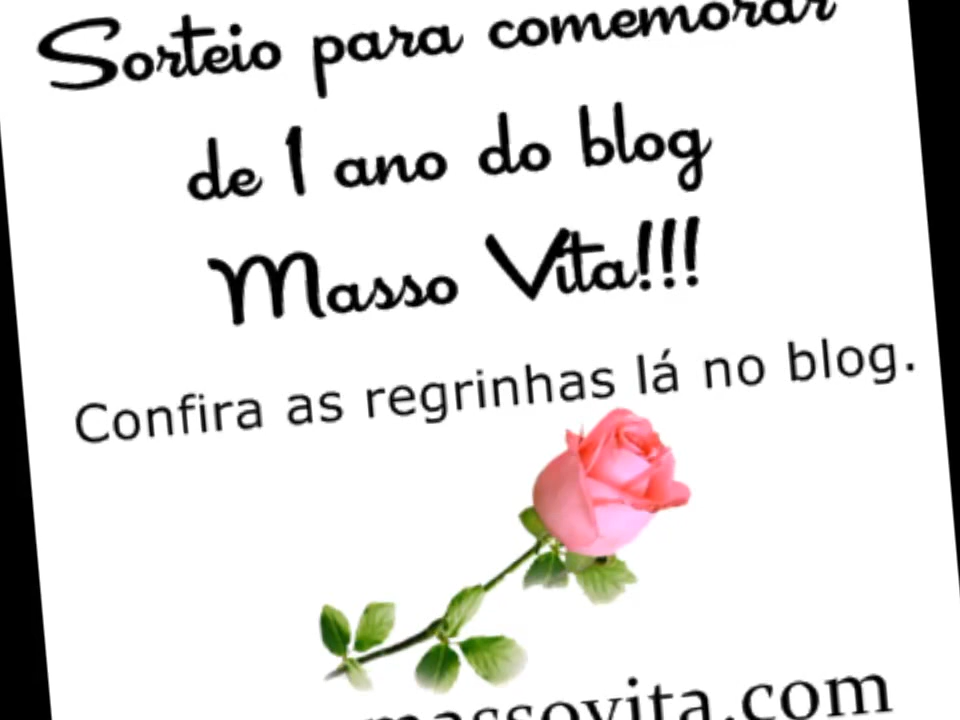 Sorteio para comemorar
de 1 ano do blog
Masso Vita!!!
Confira as regrinhas lá no blog.
massovita.com